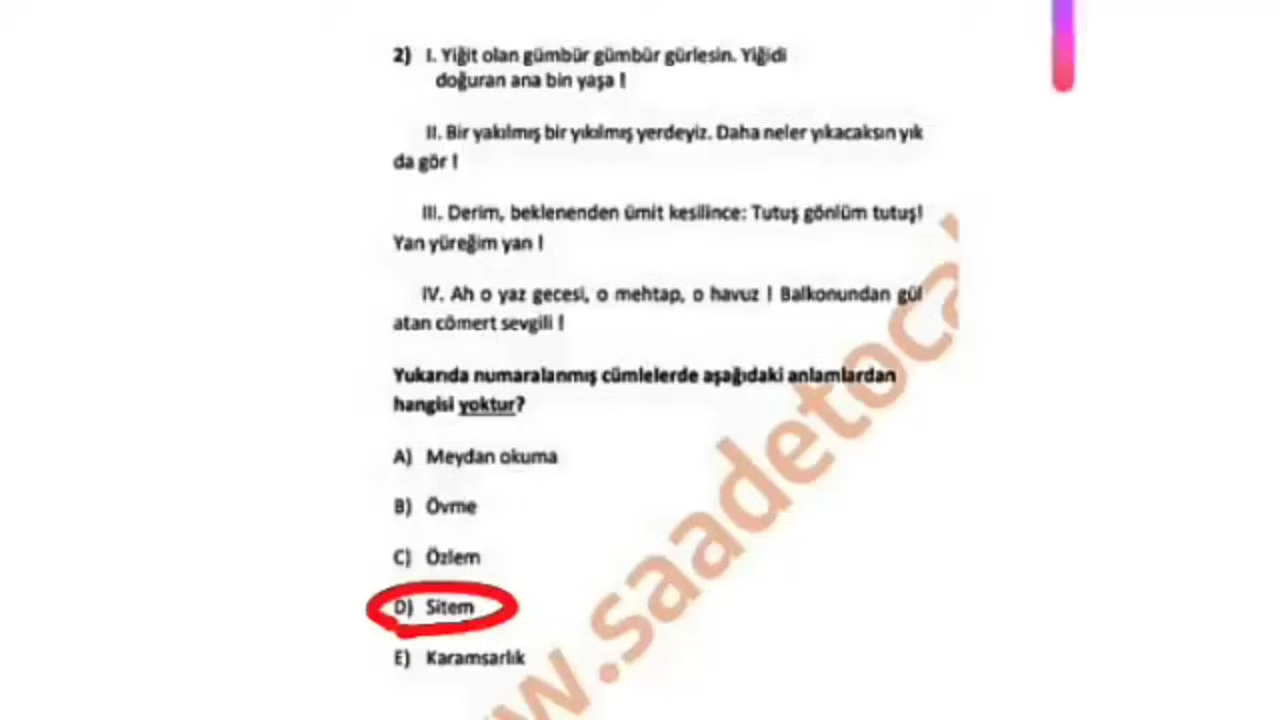 2) I. Yiğit olan gümbür gümbür gürlesin. Yiğidi
doğuran ana bin yaşa !
II. Bir yakılmış bir yıkılmış yerdeyiz. Daha neler yıkacaksın yık
da gör !
III. Derim, beklenenden ümit kesilince: Tutuş gönlüm tutuş!
Yan yüreğim yan !
IV. Ah o yaz gecesi, o mehtap, o havuz ! Balkonundan gül
atan cömert sevgili !
Yukarıda numaralanmış cümlelerde aşağıdaki anlamlardan
hangisi yoktur?
A) Meydan okuma
B) Övme
C) Özlem
D) Sitem
E) Karamsarlık
w.saadetoca